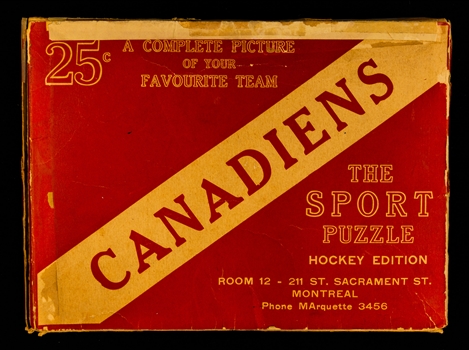 25c
A COMPLETE PICTURE
OF YOUR
FAVOURITE TEAM
CANADIENS
THE
SPORT
PUZZLE
HOCKEY EDITION
ROOM 12 - 211 ST. SACRAMENT ST.
MONTREAL
Phone MArquette 3456